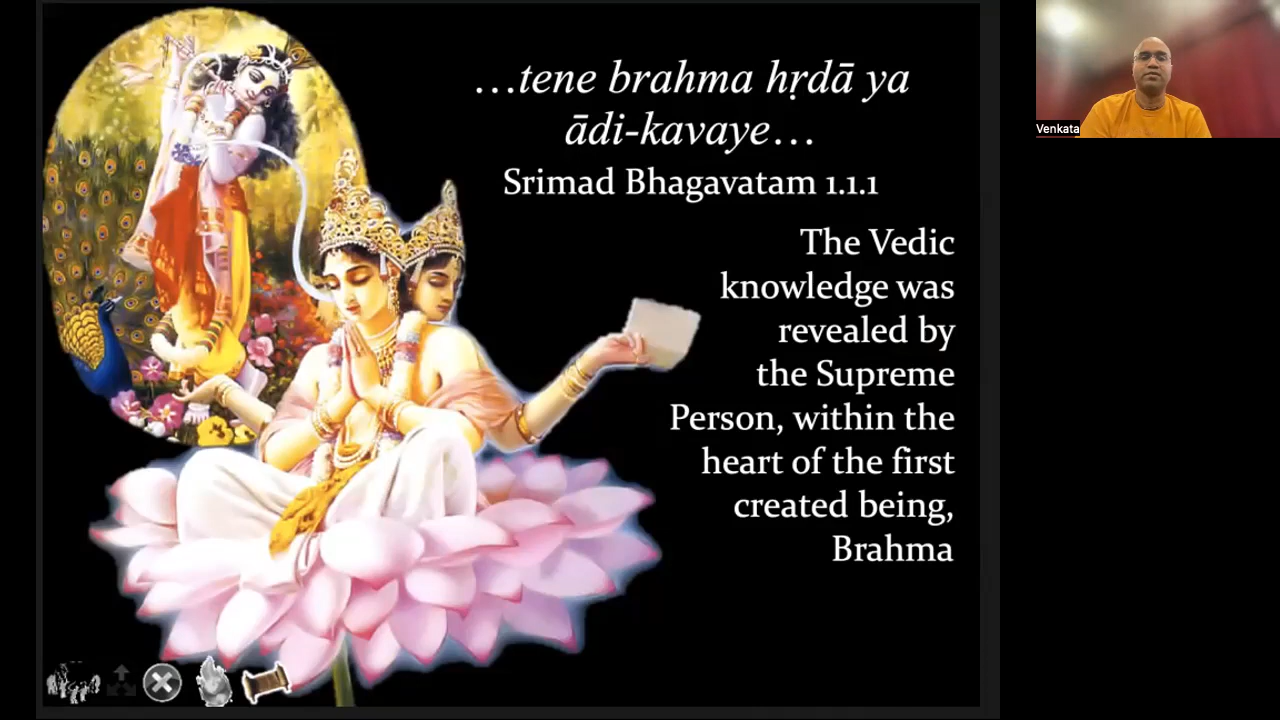 …tene brahma hṛdā ya
ādi-kavaye…
Srimad Bhagavatam 1.1.1
The Vedic
knowledge was
revealed by
the Supreme
Person, within the
heart of the first
created being,
Brahma
Venkata